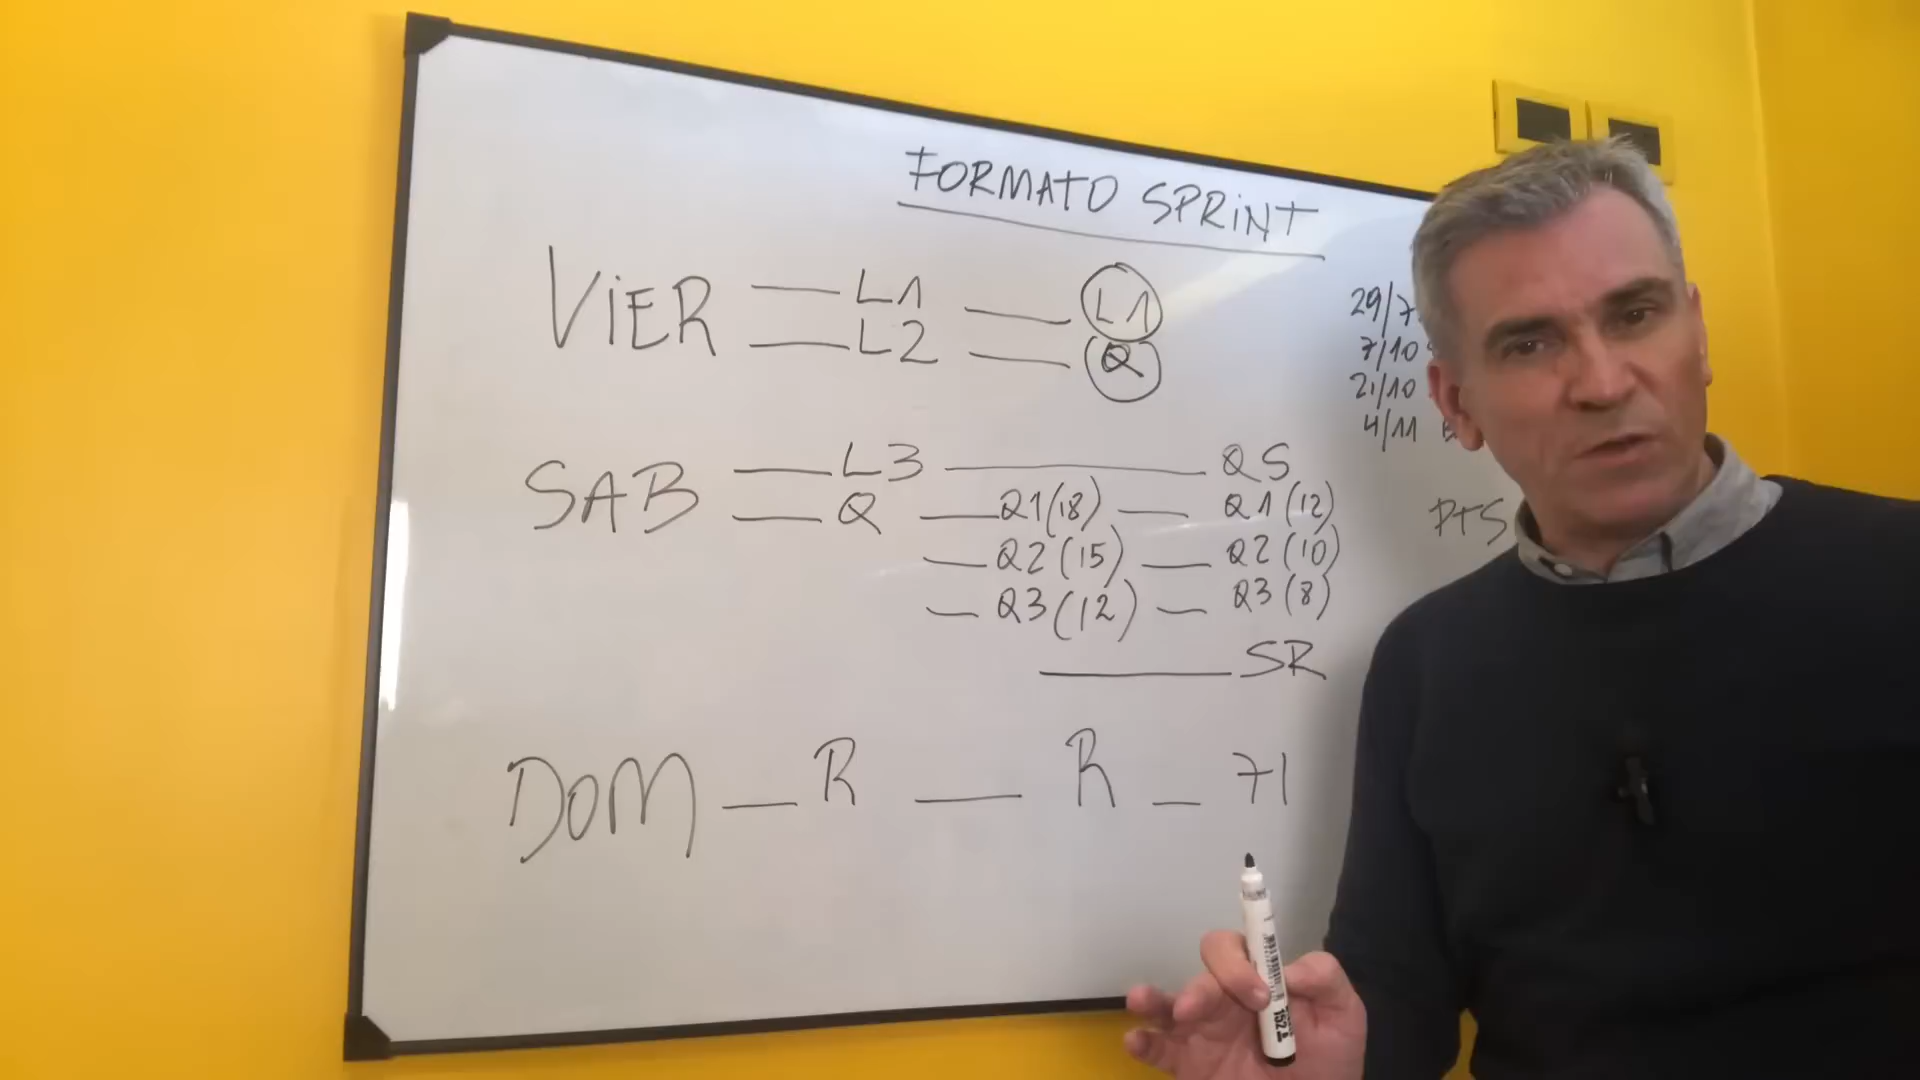 FORMATO SPRINT
VIER — L1 — L1
— L2 — Q
SAB — L3 — QS
— Q — Q1(18) — Q1(12)
— Q2(15) — Q2(10)
— Q3(12) — Q3(8)
— SR
DOM — R — R — 71
29/7
7/10
21/10
4/11
PTS
152